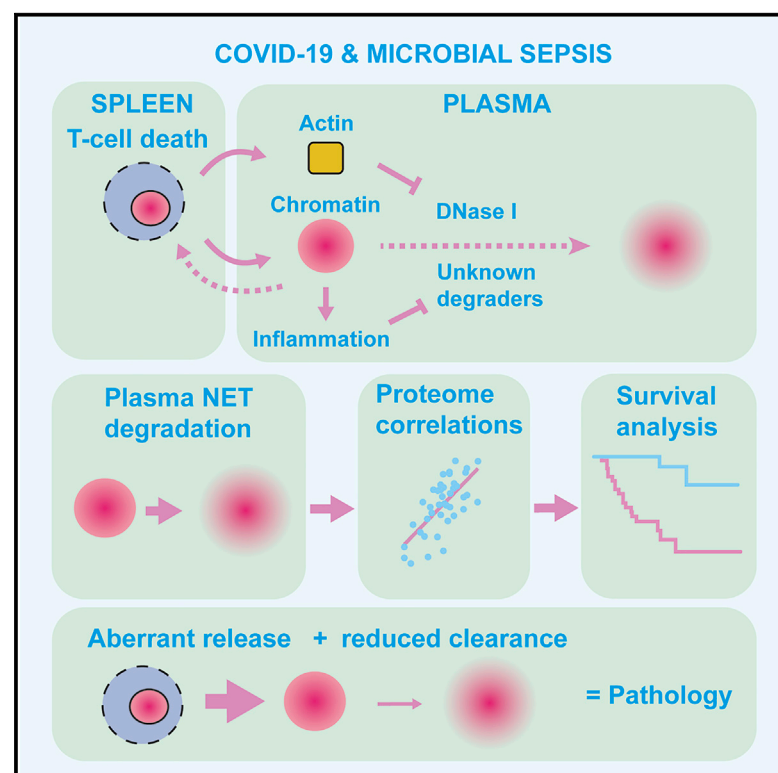 COVID-19 & MICROBIAL SEPSIS
SPLEEN
T-cell death
PLASMA
Actin
Chromatin
DNase I
Unknown
degraders
Inflammation
Plasma NET
degradation
Proteome
correlations
Survival
analysis
Aberrant release + reduced clearance
= Pathology